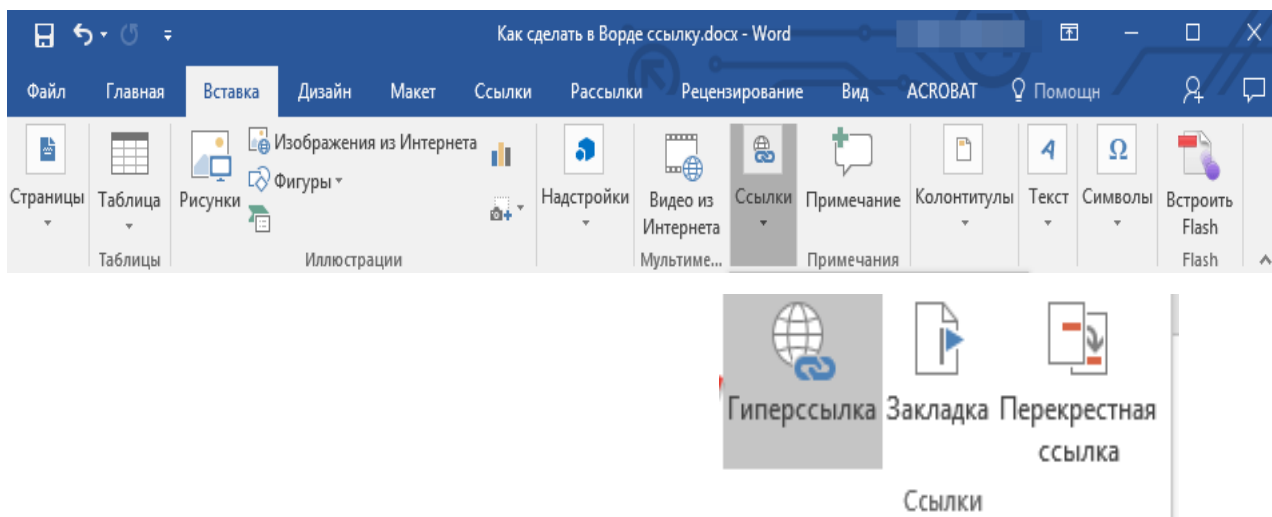 Как сделать в Ворде ссылку.docx - Word
Файл Главная Вставка Дизайн Макет Ссылки Рассылки Рецензирование Вид ACROBAT Помощн
Страницы
Таблица
Таблицы
Рисунки
Изображения из Интернета
Фигуры
Иллюстрации
Надстройки
Видео из
Интернета
Мультиме...
Ссылки
Примечание
Примечания
Колонтитулы
Текст
Символы
Встроить
Flash
Flash
Гиперссылка Закладка Перекрестная
ссылка
Ссылки